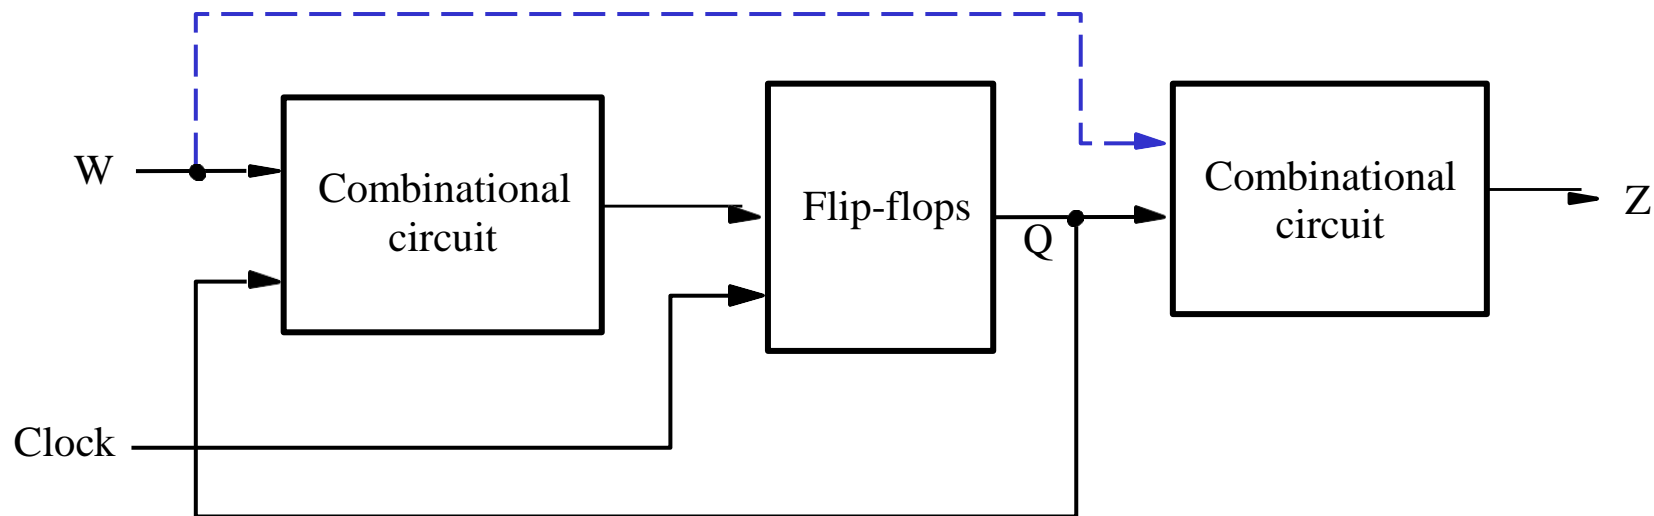 W
Combinational
circuit
Flip-flops
Q
Combinational
circuit
Z
Clock